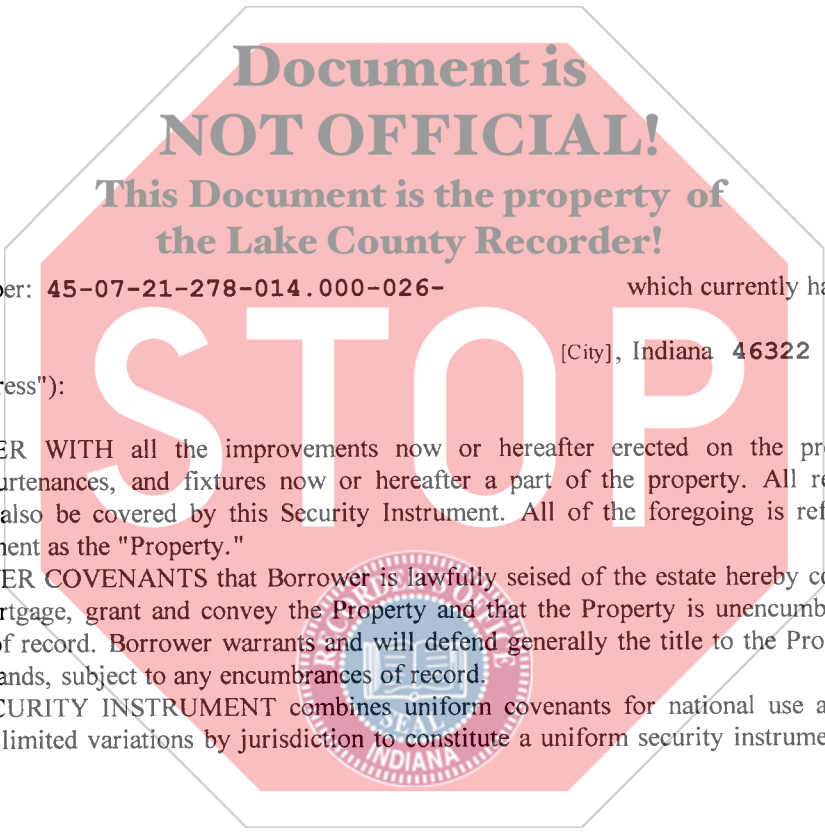 Document is
NOT OFFICIAL!
This Document is the property of
the Lake County Recorder!
er: 45-07-21-278-014.000-026- which currently ha
[City], Indiana 46322
ress"):
STOP
ER WITH all the improvements now or hereafter erected on the pr
urtenances, and fixtures now or hereafter a part of the property. All re
also be covered by this Security Instrument. All of the foregoing is ref
nent as the "Property."
ER COVENANTS that Borrower is lawfully seised of the estate hereby co
rtgage, grant and convey the Property and that the Property is unencumb
of record. Borrower warrants and will defend generally the title to the Pro
ands, subject to any encumbrances of record.
CURITY INSTRUMENT combines uniform covenants for national use a
limited variations by jurisdiction to constitute a uniform security instrume
RECORDER'S OFFICE
SEAL
INDIANA